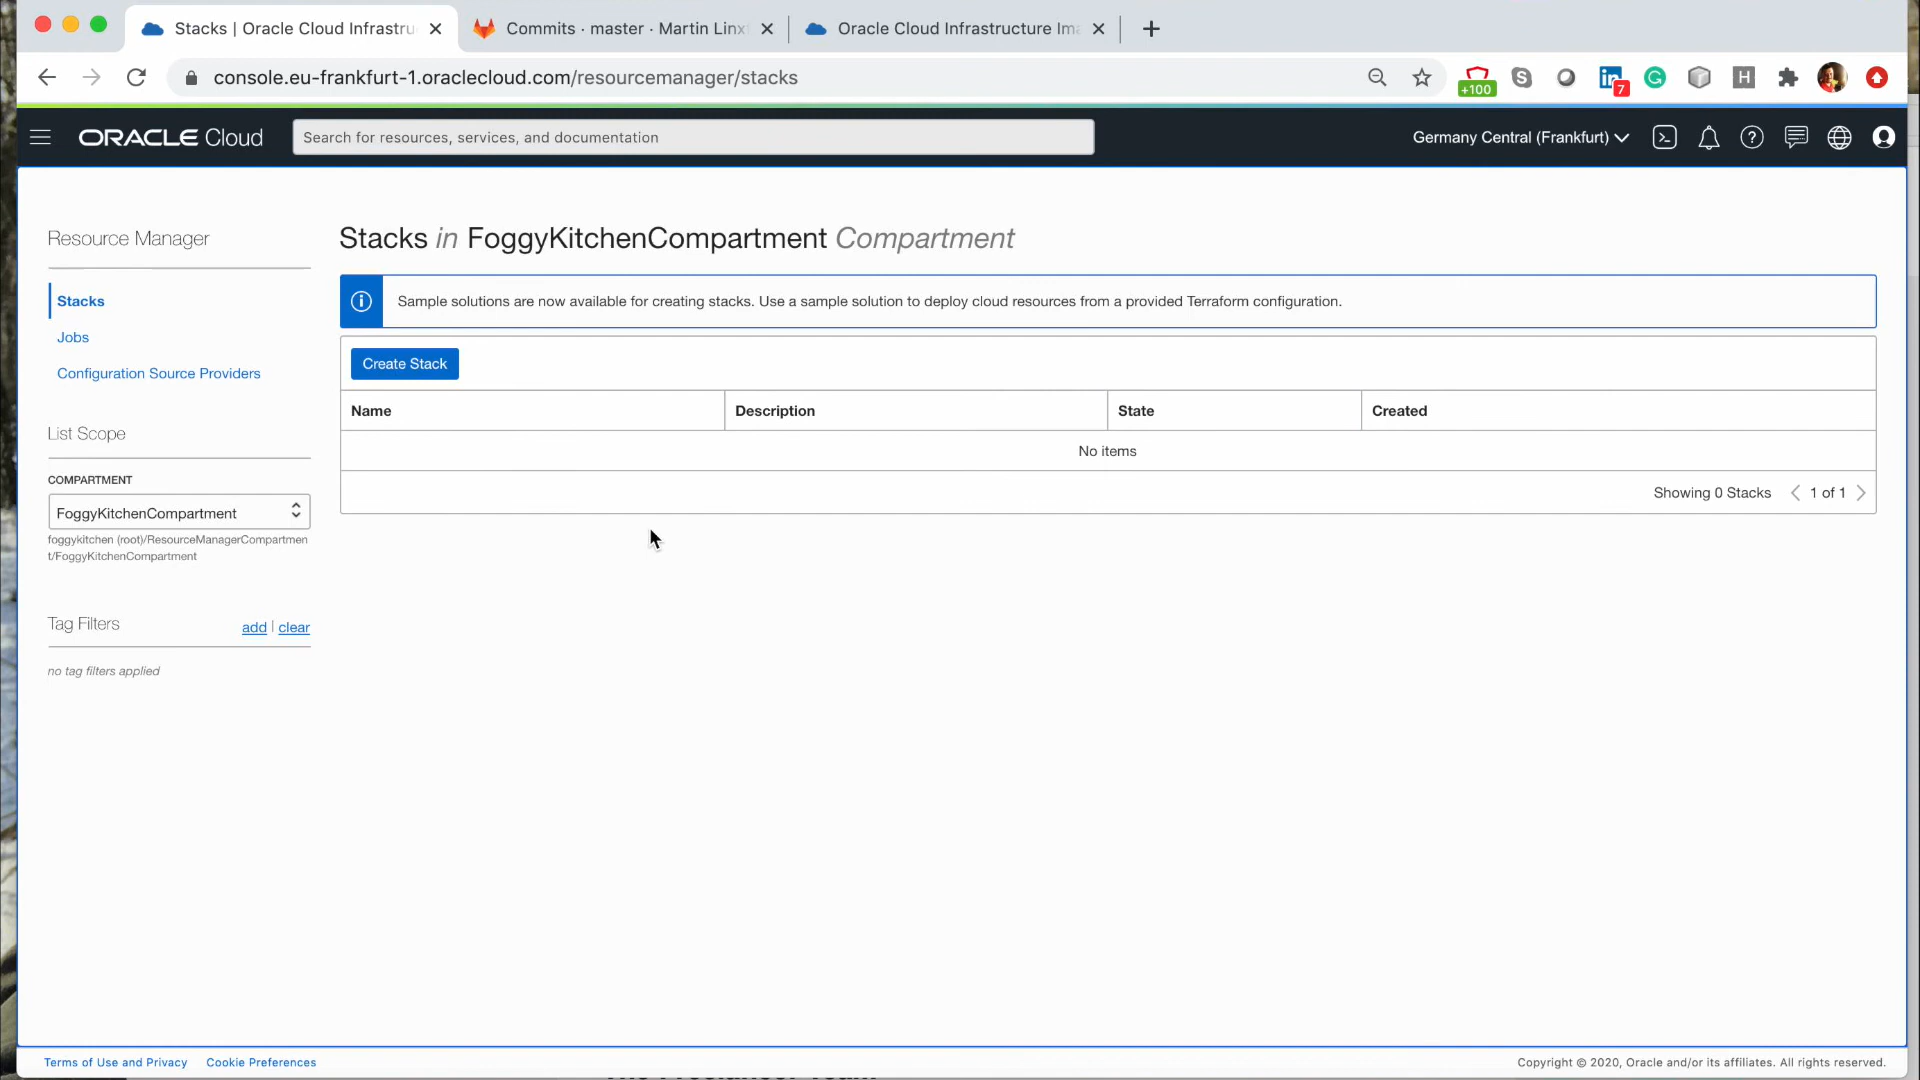 Stacks | Oracle Cloud Infrastru
Commits · master · Martin Linx
Oracle Cloud Infrastructure Ima
console.eu-frankfurt-1.oraclecloud.com/resourcemanager/stacks
+100
7
H
ORACLE Cloud
Search for resources, services, and documentation
Germany Central (Frankfurt)
Resource Manager
Stacks
Jobs
Configuration Source Providers
List Scope
COMPARTMENT
FoggyKitchenCompartment
foggykitchen (root)/ResourceManagerCompartmen
t/FoggyKitchenCompartment
Tag Filters
add | clear
no tag filters applied
Stacks in FoggyKitchenCompartment Compartment
Sample solutions are now available for creating stacks. Use a sample solution to deploy cloud resources from a provided Terraform configuration.
Create Stack
Name Description State Created
No items
Showing 0 Stacks < 1 of 1 >
Terms of Use and Privacy Cookie Preferences
Copyright © 2020, Oracle and/or its affiliates. All rights reserved.